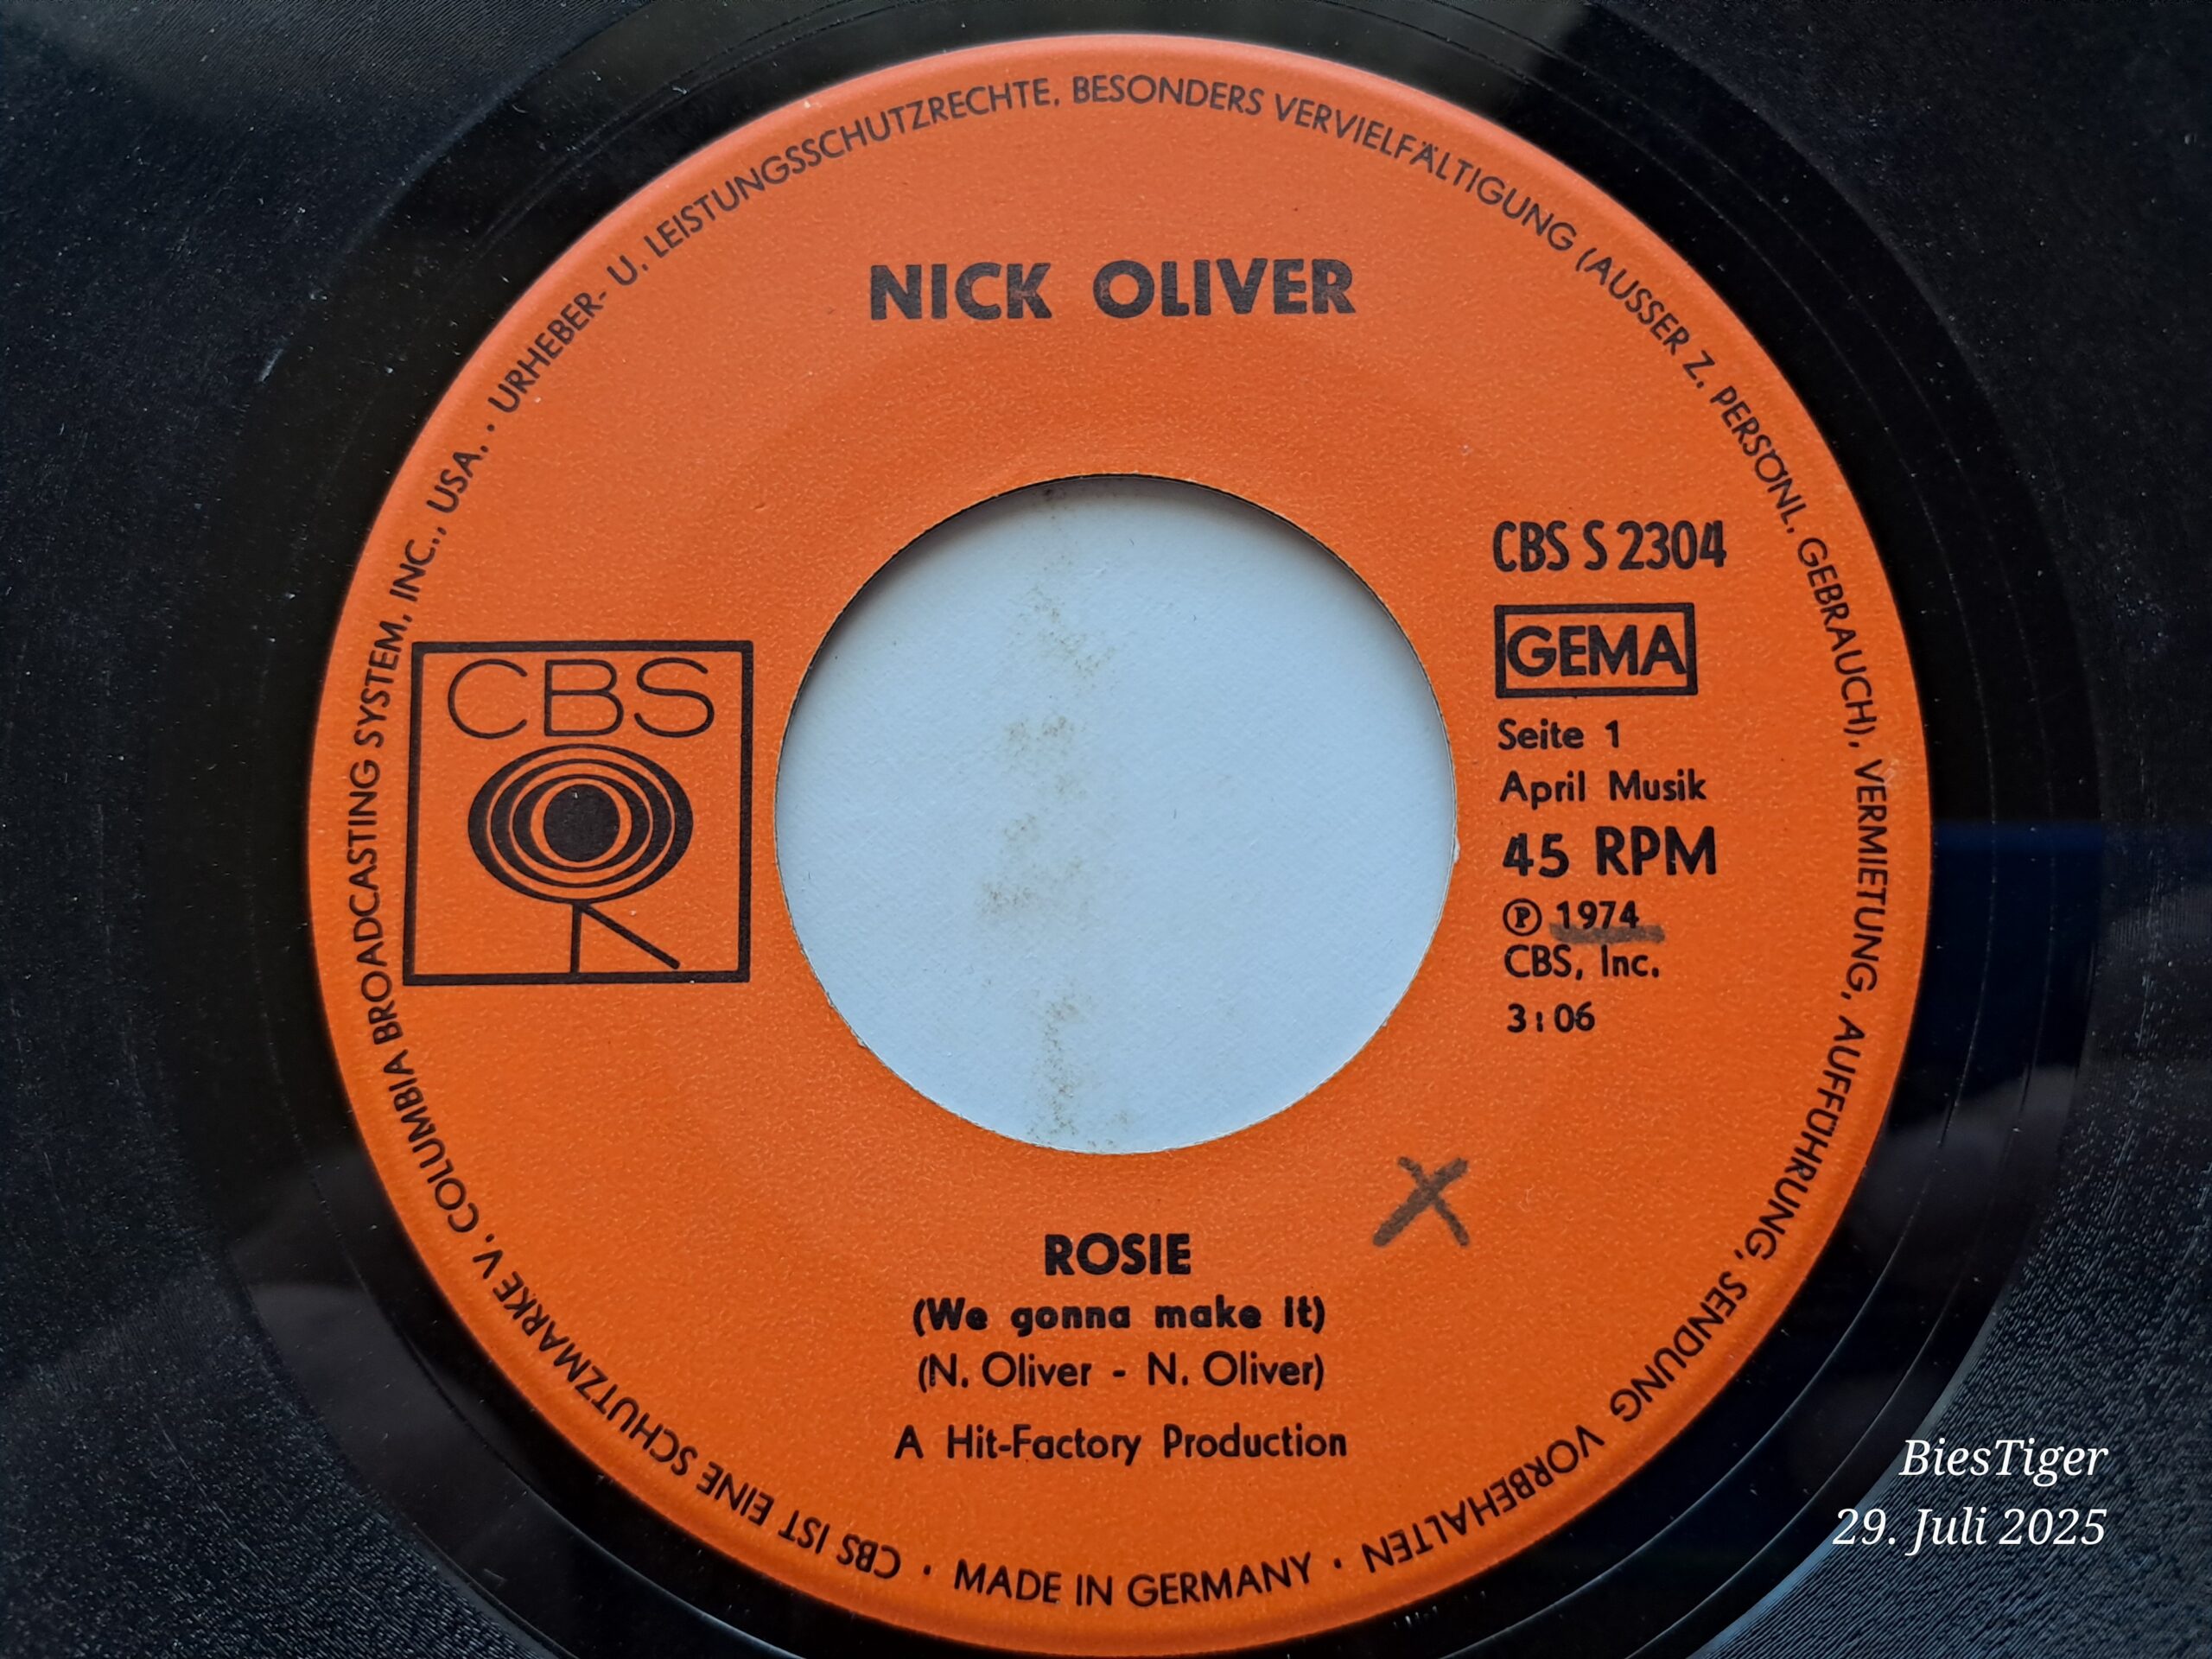 NICK OLIVER
CBS
CBS S 2304
GEMA
Seite 1
April Musik
45 RPM
℗ 1974
CBS, Inc.
3:06
X
ROSIE
(We gonna make it)
(N. Oliver - N. Oliver)
A Hit-Factory Production
CBS IST EINE SCHUTZMARKE V. COLUMBIA BROADCASTING SYSTEM, INC., USA. · URHEBER- U. LEISTUNGSSCHUTZRECHTE, BESONDERS VERVIELFÄLTIGUNG (AUSSER Z. PERSÖNL. GEBRAUCH), VERMIETUNG, AUFFÜHRUNG, SENDUNG VORBEHALTEN · MADE IN GERMANY ·
BiesTiger
29. Juli 2025